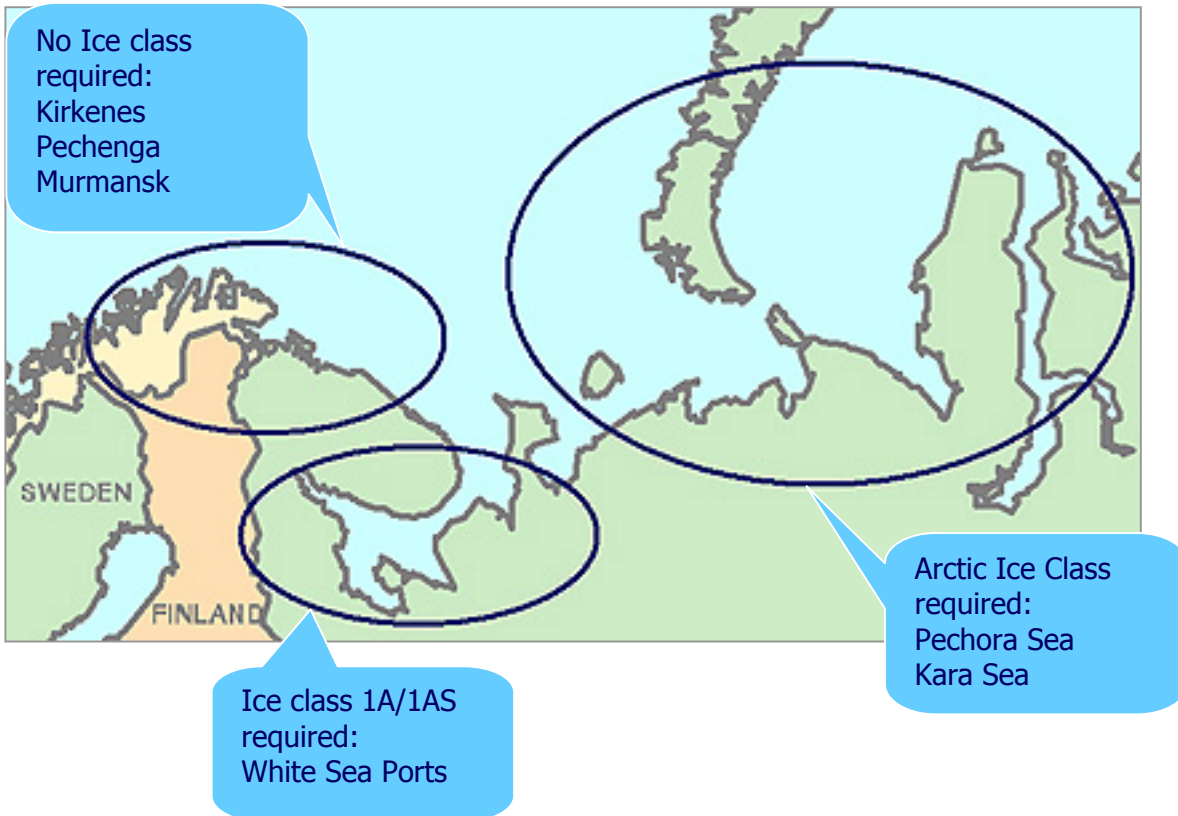 No Ice class
required:
Kirkenes
Pechenga
Murmansk
SWEDEN
FINLAND
Arctic Ice Class
required:
Pechora Sea
Kara Sea
Ice class 1A/1AS
required:
White Sea Ports